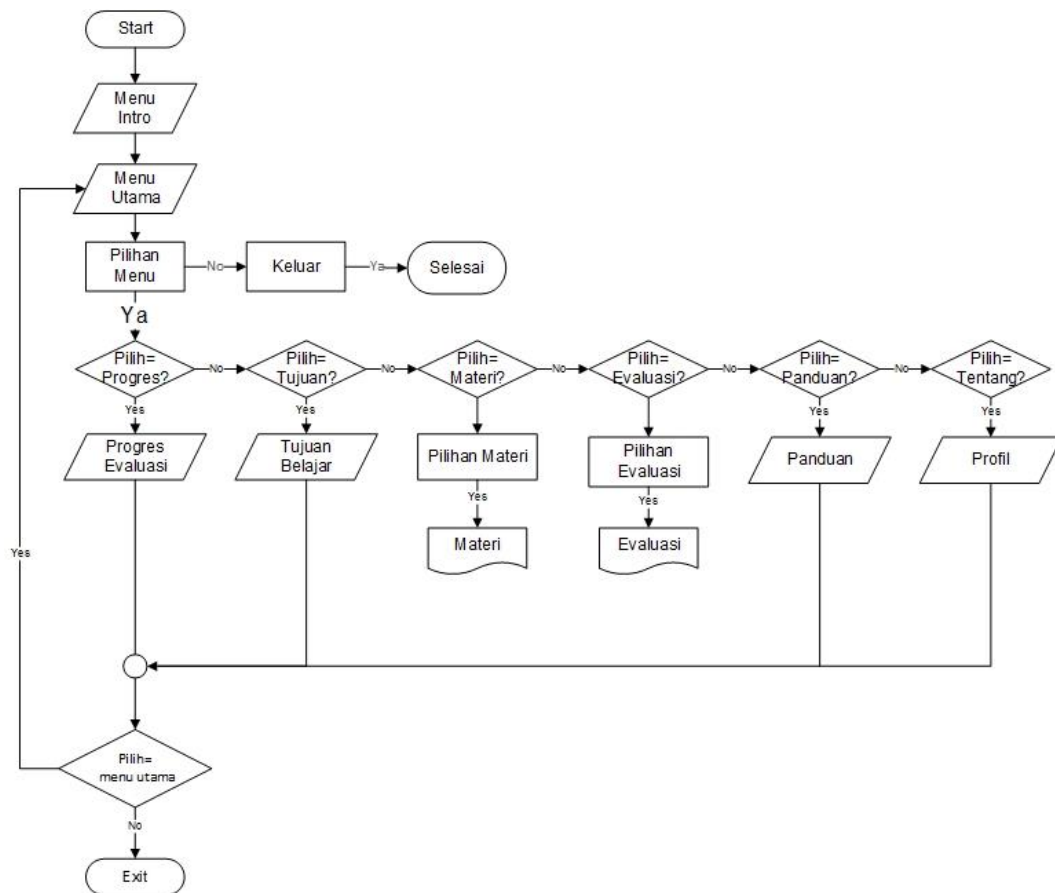 Start
Menu
Intro
Menu
Utama
Pilihan
Menu
No
Keluar
Ya
Selesai
Ya
Pilih=
Progres?
No
Pilih=
Tujuan?
No
Pilih=
Materi?
No
Pilih=
Evaluasi?
No
Pilih=
Panduan?
No
Pilih=
Tentang?
Yes
Yes
Yes
Yes
Progres
Evaluasi
Tujuan
Belajar
Pilihan Materi
Pilihan
Evaluasi
Panduan
Profil
Yes
Yes
Materi
Evaluasi
Yes
Pilih=
menu utama
No
Exit